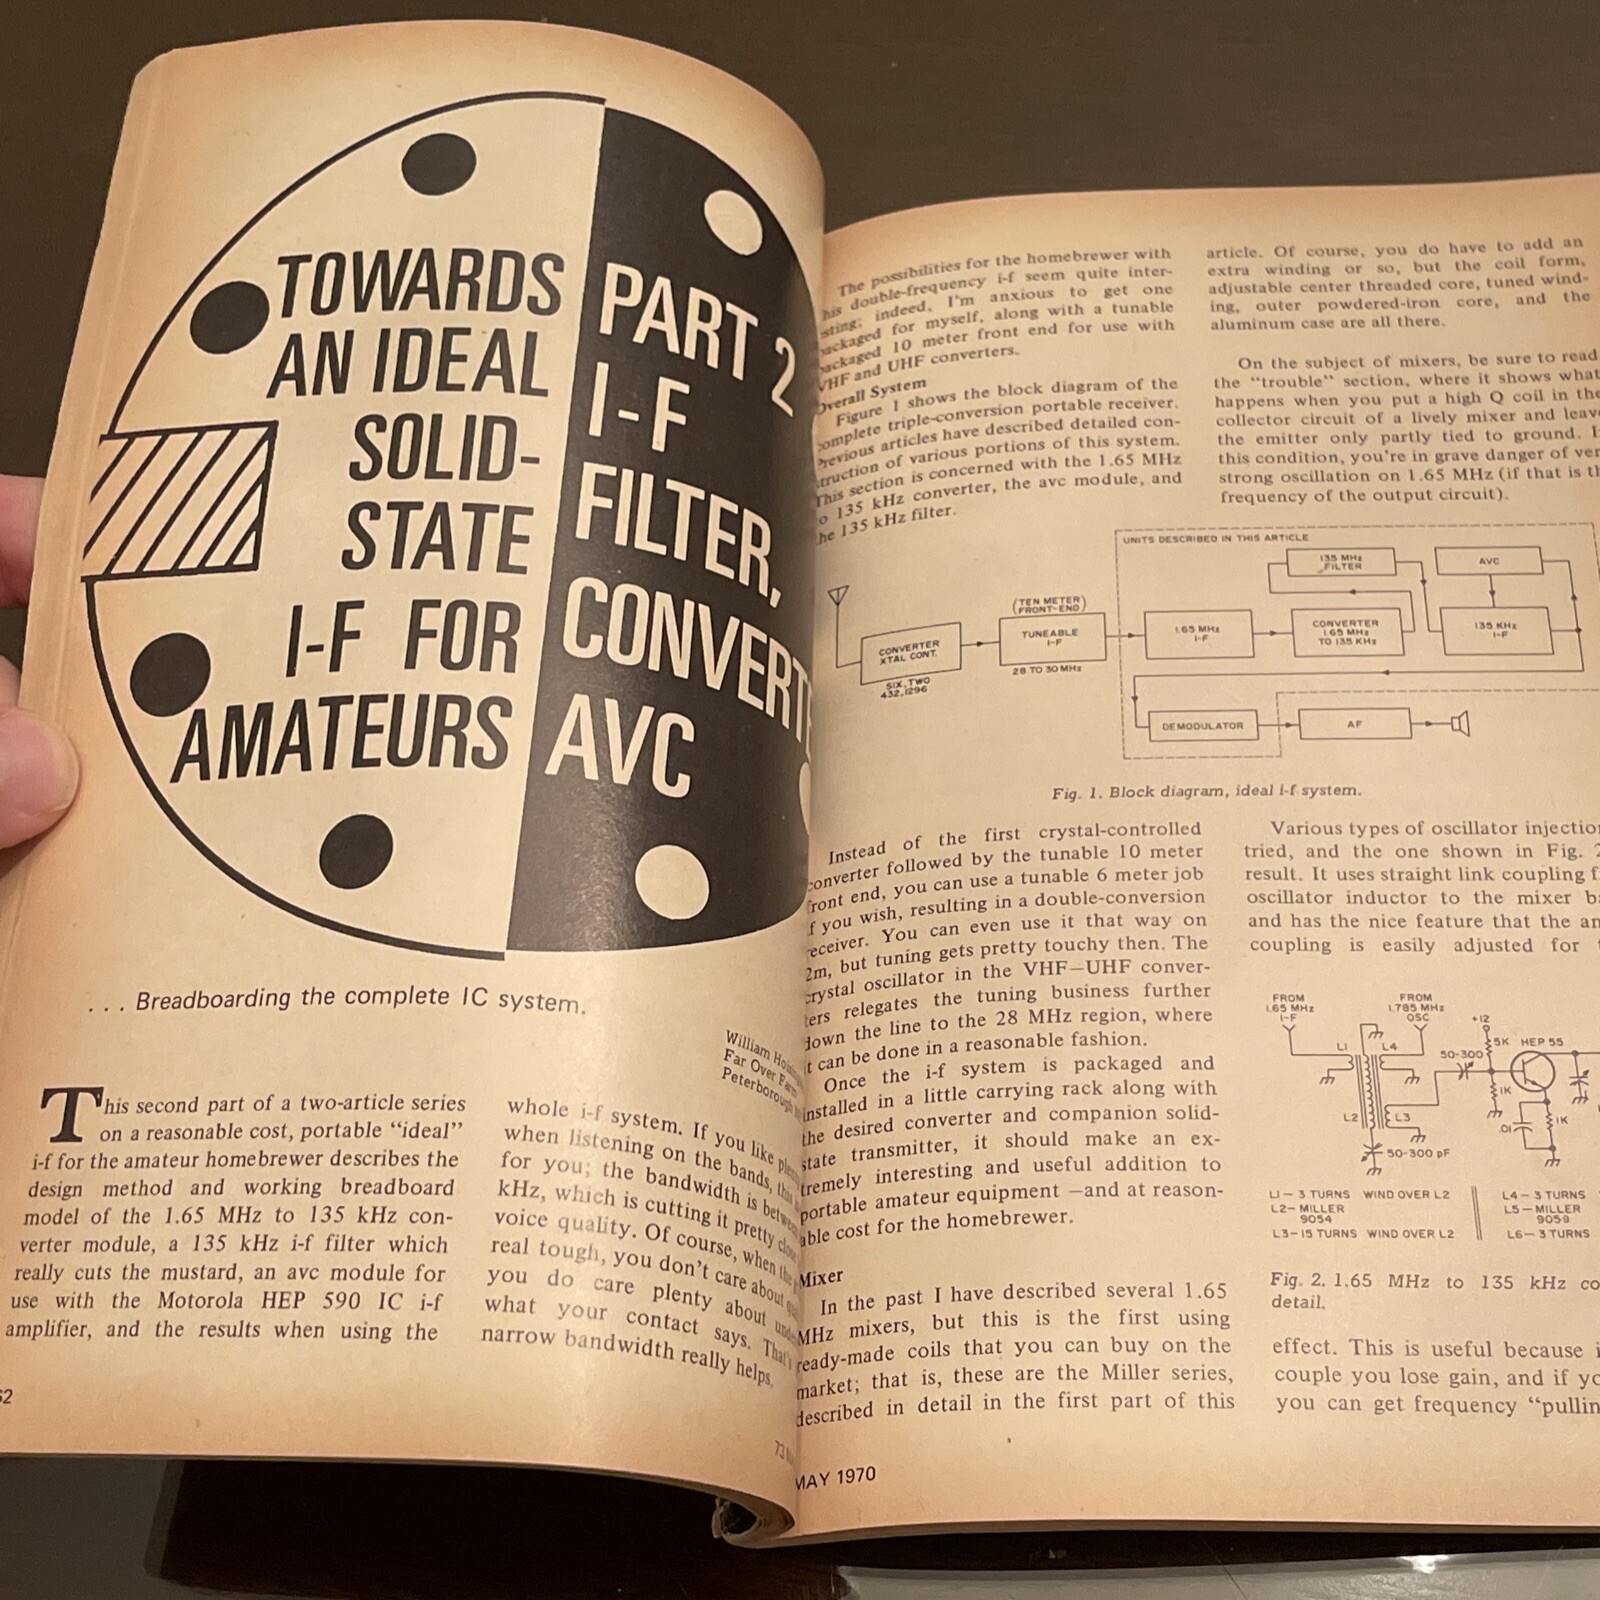 TOWARDS
AN IDEAL
SOLID-
STATE
I-F FOR
AMATEURS
PART 2
I-F
FILTER,
AVC
. . . Breadboarding the complete IC system.
William
Far Over
Peterborough
This second part of a two-article series
on a reasonable cost, portable “ideal”
i-f for the amateur homebrewer describes the
design method and working breadboard
model of the 1.65 MHz to 135 kHz con-
verter module, a 135 kHz i-f filter which
really cuts the mustard, an avc module for
use with the Motorola HEP 590 IC i-f
amplifier, and the results when using the
whole i-f system. If you like
when listening on the bands, this
for you; the bandwidth is
kHz, which is cutting it pretty
voice quality. Of course, when
real tough, you don't care about
you do care plenty about
what your contact says.
narrow bandwidth really helps.
73
The possibilities for the homebrewer with
his double-frequency i-f seem quite inter-
sting; indeed, I'm anxious to get one
packaged for myself, along with a tunable
packaged 10 meter front end for use with
VHF and UHF converters.
Overall System
Figure 1 shows the block diagram of the
complete triple-conversion portable receiver.
Previous articles have described detailed con-
struction of various portions of this system.
This section is concerned with the 1.65 MHz
o 135 kHz converter, the avc module, and
he 135 kHz filter.
article. Of course, you do have to add an
extra winding or so, but the coil form,
adjustable center threaded core, tuned wind-
ing, outer powdered-iron core, and the
aluminum case are all there.
On the subject of mixers, be sure to read
the “trouble” section, where it shows what
happens when you put a high Q coil in the
collector circuit of a lively mixer and leave
the emitter only partly tied to ground. I
this condition, you're in grave danger of ver
strong oscillation on 1.65 MHz (if that is th
frequency of the output circuit).
UNITS DESCRIBED IN THIS ARTICLE
135 MHz
FILTER
AVC
CONVERTER
XTAL CONT.
SIX, TWO
432, 1296
(TEN METER)
(FRONT-END)
TUNEABLE
I-F
28 TO 30 MHz
1.65 MHz
I-F
CONVERTER
1.65 MHz
TO 135 KHz
135 KHz
I-F
DEMODULATOR
AF
Fig. 1. Block diagram, ideal i-f system.
Instead of the first crystal-controlled
converter followed by the tunable 10 meter
front end, you can use a tunable 6 meter job
if you wish, resulting in a double-conversion
receiver. You can even use it that way on
2m, but tuning gets pretty touchy then. The
crystal oscillator in the VHF–UHF conver-
ters relegates the tuning business further
down the line to the 28 MHz region, where
it can be done in a reasonable fashion.
Once the i-f system is packaged and
installed in a little carrying rack along with
the desired converter and companion solid-
state transmitter, it should make an ex-
tremely interesting and useful addition to
portable amateur equipment —and at reason-
able cost for the homebrewer.
Mixer
In the past I have described several 1.65
MHz mixers, but this is the first using
ready-made coils that you can buy on the
market; that is, these are the Miller series,
described in detail in the first part of this
Various types of oscillator injectio
tried, and the one shown in Fig. 2
result. It uses straight link coupling f
oscillator inductor to the mixer b
and has the nice feature that the am
coupling is easily adjusted for
FROM
1.65 MHz
I-F
FROM
1.785 MHz
OSC
+12
5K
HEP 55
50-300
L1
L4
1K
L2
L3
.01
1K
50-300 pF
L1 – 3 TURNS WIND OVER L2
L2 – MILLER
9054
L3 – 15 TURNS WIND OVER L2
L4 – 3 TURNS
L5 – MILLER
9059
L6 – 3 TURNS
Fig. 2. 1.65 MHz to 135 kHz co
detail.
effect. This is useful because i
couple you lose gain, and if yo
you can get frequency “pullin
MAY 1970